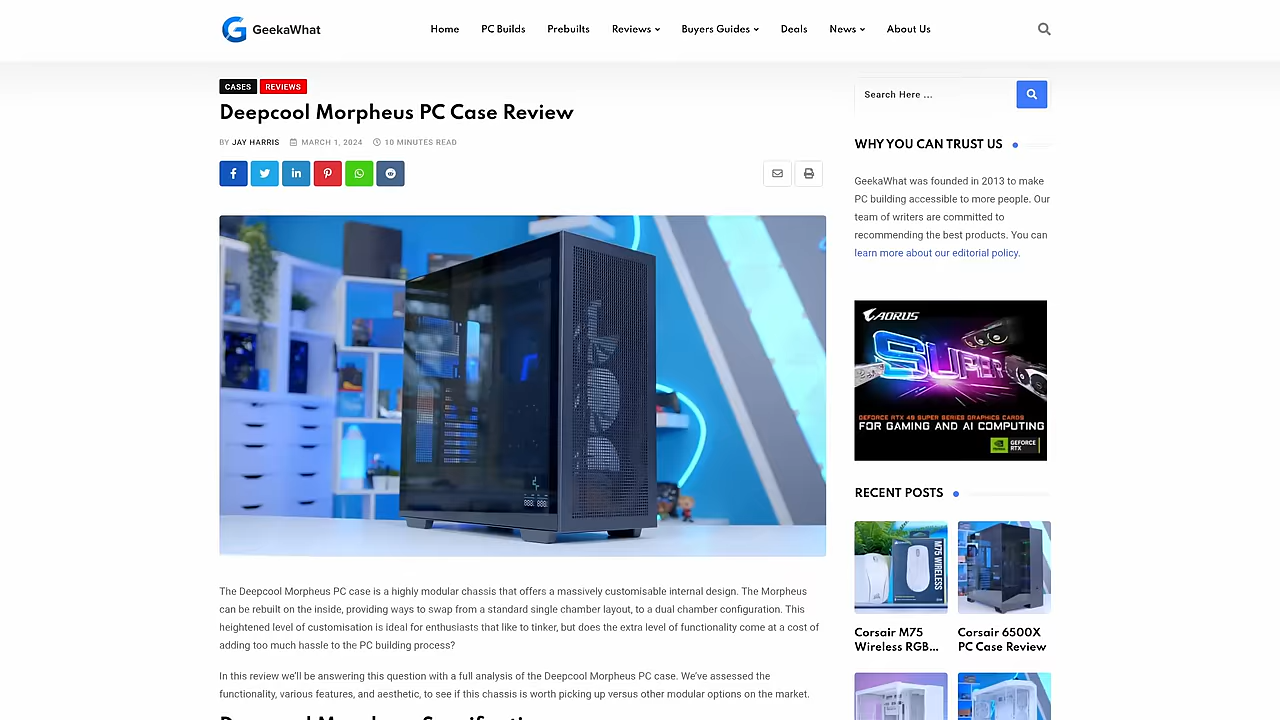 GeekaWhat
Home PC Builds Prebuilts Reviews Buyers Guides Deals News About Us
CASES REVIEWS
Deepcool Morpheus PC Case Review
BY JAY HARRIS MARCH 1, 2024 10 MINUTES READ
The Deepcool Morpheus PC case is a highly modular chassis that offers a massively customisable internal design. The Morpheus
can be rebuilt on the inside, providing ways to swap from a standard single chamber layout, to a dual chamber configuration. This
heightened level of customisation is ideal for enthusiasts that like to tinker, but does the extra level of functionality come at a cost of
adding too much hassle to the PC building process?
In this review we'll be answering this question with a full analysis of the Deepcool Morpheus PC case. We've assessed the
functionality, various features, and aesthetic, to see if this chassis is worth picking up versus other modular options on the market.
Deepcool Morpheus Specifications
Search Here ...
WHY YOU CAN TRUST US
GeekaWhat was founded in 2013 to make
PC building accessible to more people. Our
team of writers are committed to
recommending the best products. You can
learn more about our editorial policy.
AORUS
SUPER
GEFORCE RTX 40 SUPER SERIES GRAPHICS CARDS
FOR GAMING AND AI COMPUTING
GEFORCE
RTX
RECENT POSTS
M75 WIRELESS
Corsair M75
Wireless RGB...
Corsair 6500X
PC Case Review